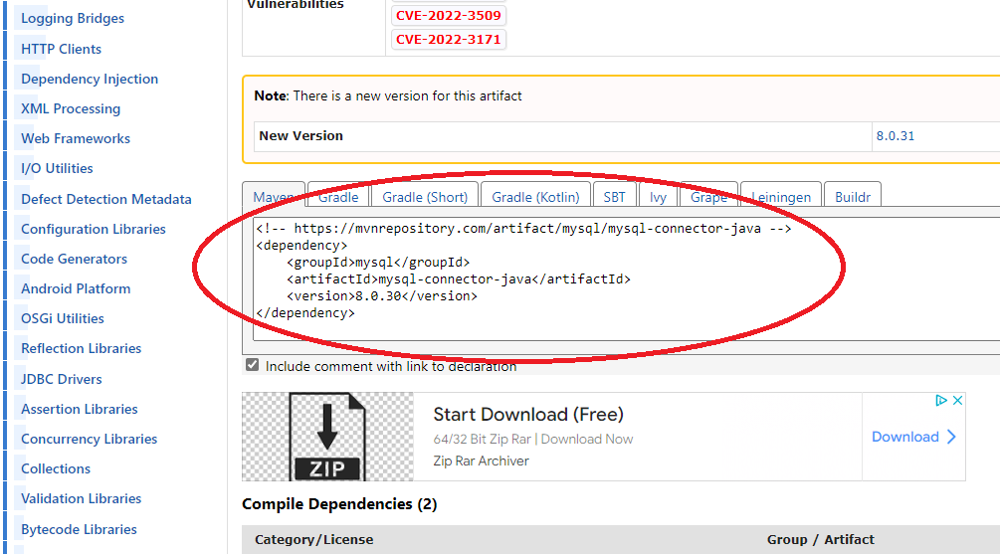 Logging Bridges
HTTP Clients
Dependency Injection
XML Processing
Web Frameworks
I/O Utilities
Defect Detection Metadata
Configuration Libraries
Code Generators
Android Platform
OSGi Utilities
Reflection Libraries
JDBC Drivers
Assertion Libraries
Concurrency Libraries
Collections
Validation Libraries
Bytecode Libraries
Vulnerabilities
CVE-2022-3509
CVE-2022-3171
Note: There is a new version for this artifact
New Version 8.0.31
Maven Gradle Gradle (Short) Gradle (Kotlin) SBT Ivy Grape Leiningen Buildr
<!-- https://mvnrepository.com/artifact/mysql/mysql-connector-java -->
<dependency>
    <groupId>mysql</groupId>
    <artifactId>mysql-connector-java</artifactId>
    <version>8.0.30</version>
</dependency>
Include comment with link to declaration
ZIP
Start Download (Free)
64/32 Bit Zip Rar | Download Now
Zip Rar Archiver
Download
Compile Dependencies (2)
Category/License Group / Artifact